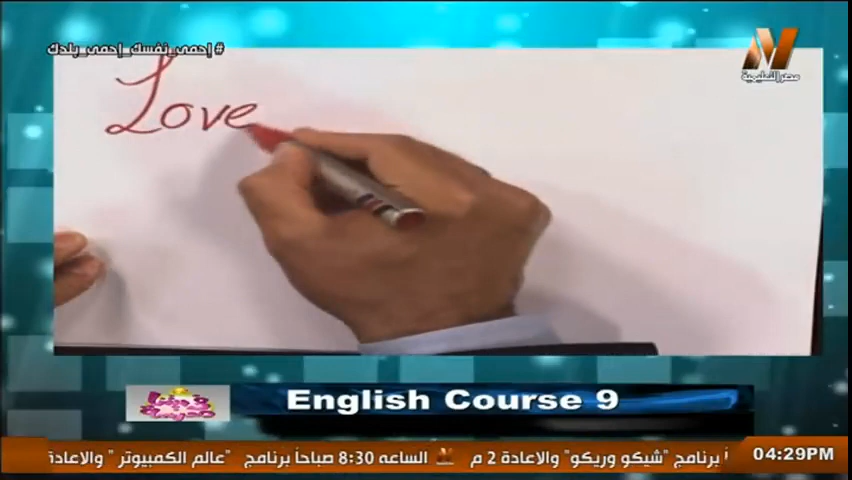 #إحمى_نفسك_إحمى_بلدك
مصر التعليمية
Love
English Course 9
برنامج "شيكو وريكو" والاعادة 2 م الساعه 8:30 صباحاً برنامج "عالم الكمبيوتر" والاعادة
04:29PM